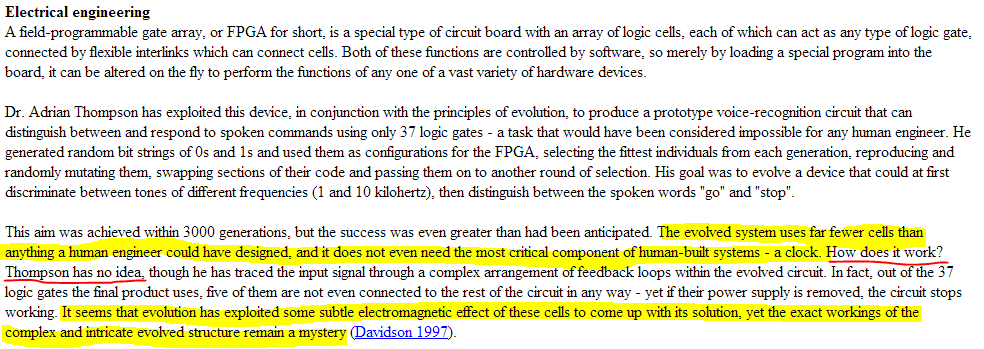 Electrical engineering
A field-programmable gate array, or FPGA for short, is a special type of circuit board with an array of logic cells, each of which can act as any type of logic gate,
connected by flexible interlinks which can connect cells. Both of these functions are controlled by software, so merely by loading a special program into the
board, it can be altered on the fly to perform the functions of any one of a vast variety of hardware devices.
Dr. Adrian Thompson has exploited this device, in conjunction with the principles of evolution, to produce a prototype voice-recognition circuit that can
distinguish between and respond to spoken commands using only 37 logic gates - a task that would have been considered impossible for any human engineer. He
generated random bit strings of 0s and 1s and used them as configurations for the FPGA, selecting the fittest individuals from each generation, reproducing and
randomly mutating them, swapping sections of their code and passing them on to another round of selection. His goal was to evolve a device that could at first
discriminate between tones of different frequencies (1 and 10 kilohertz), then distinguish between the spoken words "go" and "stop".
This aim was achieved within 3000 generations, but the success was even greater than had been anticipated. The evolved system uses far fewer cells than
anything a human engineer could have designed, and it does not even need the most critical component of human-built systems - a clock. How does it work?
Thompson has no idea, though he has traced the input signal through a complex arrangement of feedback loops within the evolved circuit. In fact, out of the 37
logic gates the final product uses, five of them are not even connected to the rest of the circuit in any way - yet if their power supply is removed, the circuit stops
working. It seems that evolution has exploited some subtle electromagnetic effect of these cells to come up with its solution, yet the exact workings of the
complex and intricate evolved structure remain a mystery (Davidson 1997).